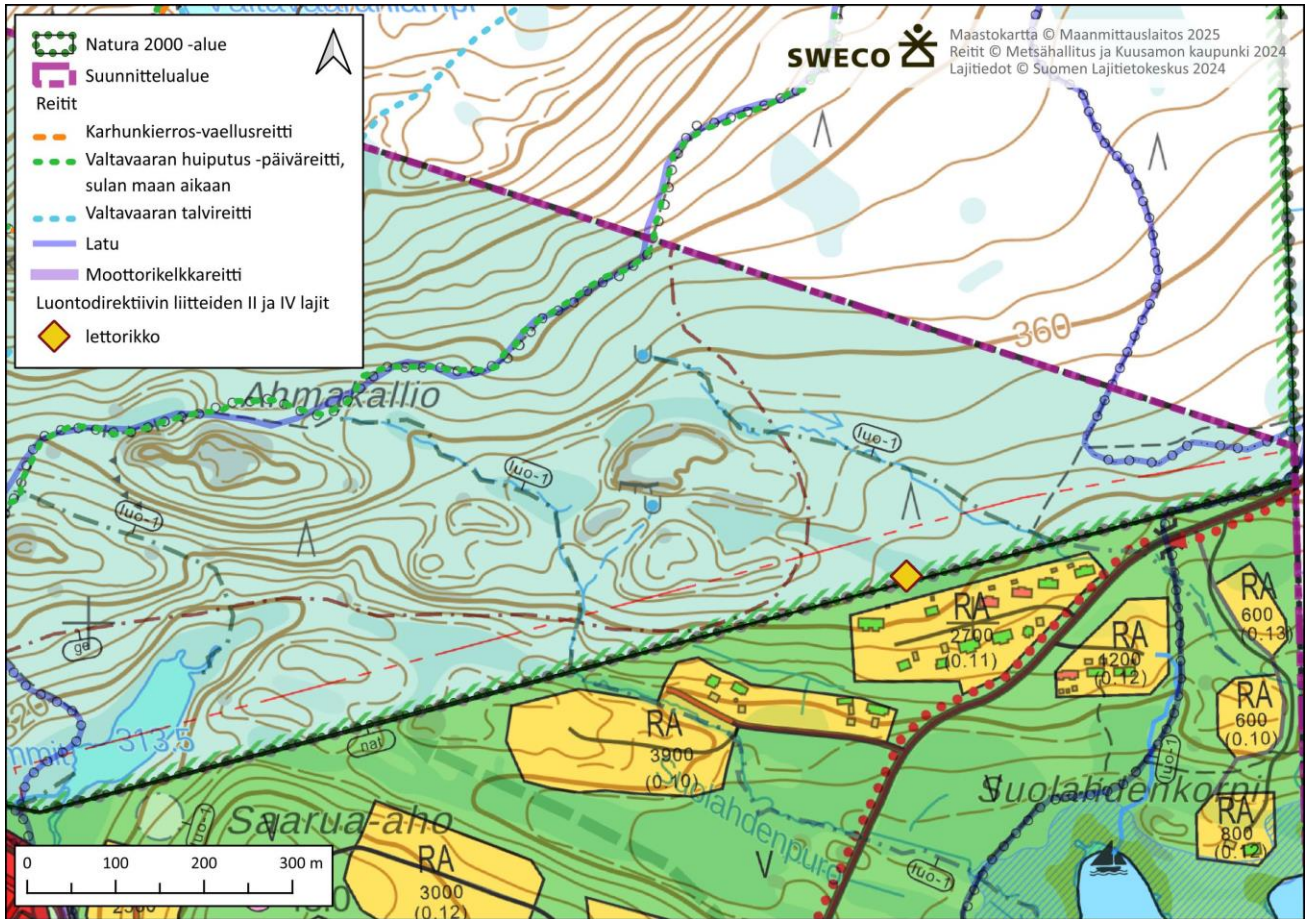 Natura 2000 -alue
Suunnittelualue
Reitit
Karhunkierros-vaellusreitti
Valtavaaran huiputus -päiväreitti,
sulan maan aikaan
Valtavaaran talvireitti
Latu
Moottorikelkkareitti
Luontodirektiivin liitteiden II ja IV lajit
lettorikko
SWECO
Maastokartta © Maanmittauslaitos 2025
Reitit © Metsähallitus ja Kuusamon kaupunki 2024
Lajitiedot © Suomen Lajitietokeskus 2024
360
Ahmakallio
luo-1
luo-1
luo-1
ge
313.5
nat
RA
2700
(0.11)
RA
1200
(0.12)
RA
600
(0.13)
RA
600
(0.10)
RA
3900
(0.10)
luo-1
Vuolahdenkorpi
V
RA
800
(0.12)
Saarua-aho
luo-1
V
V
luo-1
RA
3000
(0.12)
0 100 200 300 m